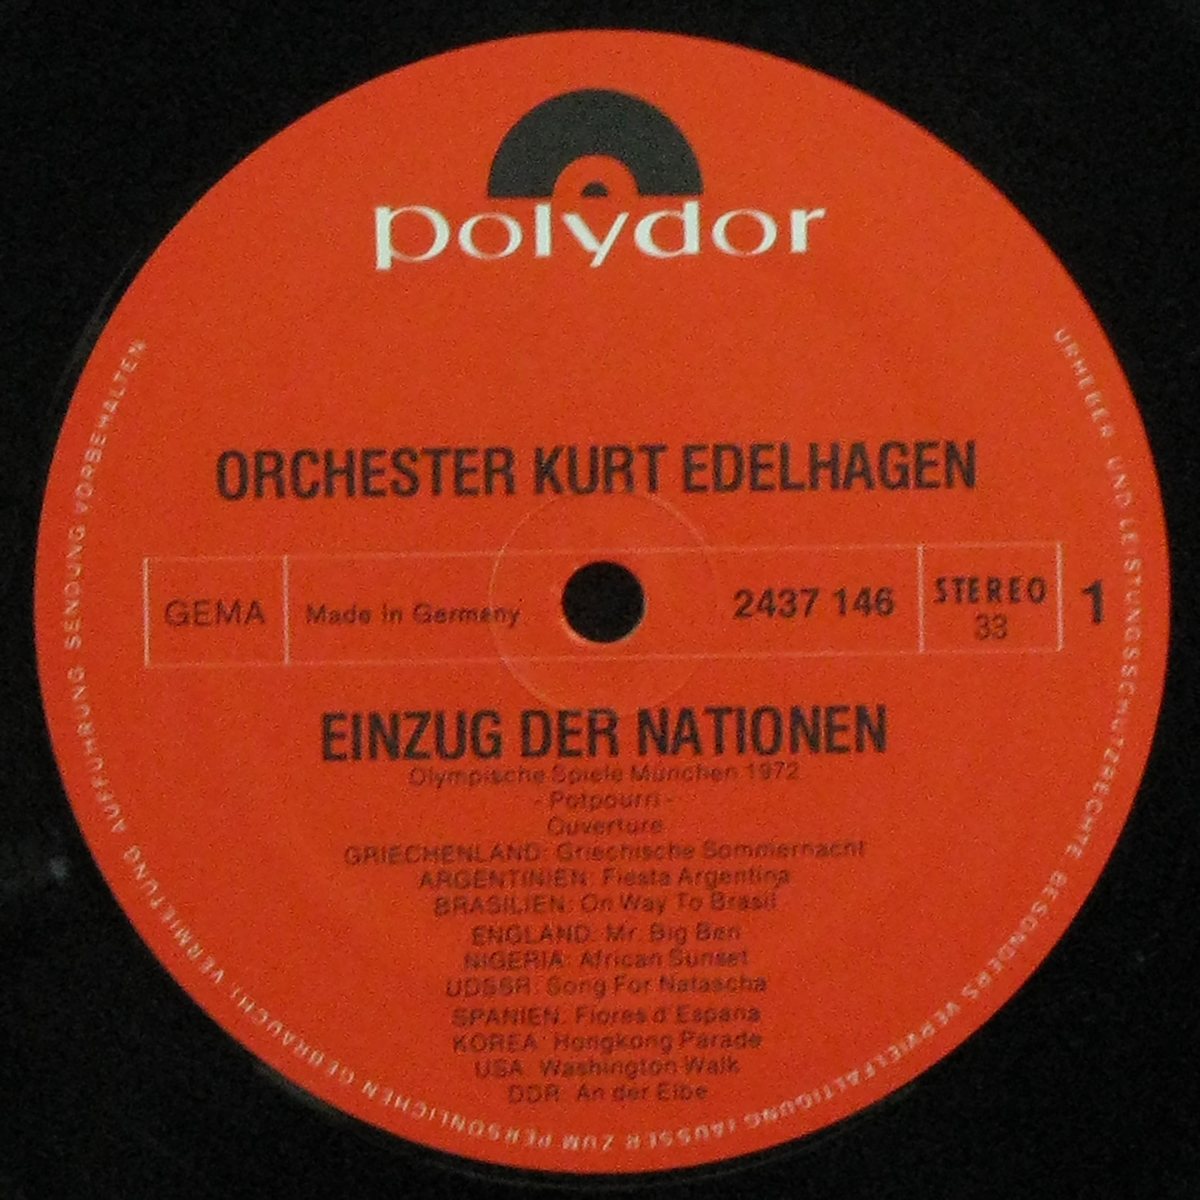 polydor
ORCHESTER KURT EDELHAGEN
GEMA
Made in Germany
2437 146
STEREO
33
1
EINZUG DER NATIONEN
Olympische Spiele München 1972
- Potpourri -
Ouverture
GRIECHENLAND: Griechische Sommernacht
ARGENTINIEN: Fiesta Argentina
BRASILIEN: On Way To Brasil
ENGLAND: Mr. Big Ben
NIGERIA: African Sunset
UDSSR: Song For Natascha
SPANIEN: Flores d'Espana
KOREA: Hongkong Parade
USA: Washington Walk
DDR: An der Elbe
URHEBER UND LEISTUNGSSCHUTZRECHTE BESONDERS VERVIELFÄLTIGUNG (AUSSER ZUM PERSÖNLICHEN GEBRAUCH), VERMIETUNG AUFFÜHRUNG SENDUNG VORBEHALTEN